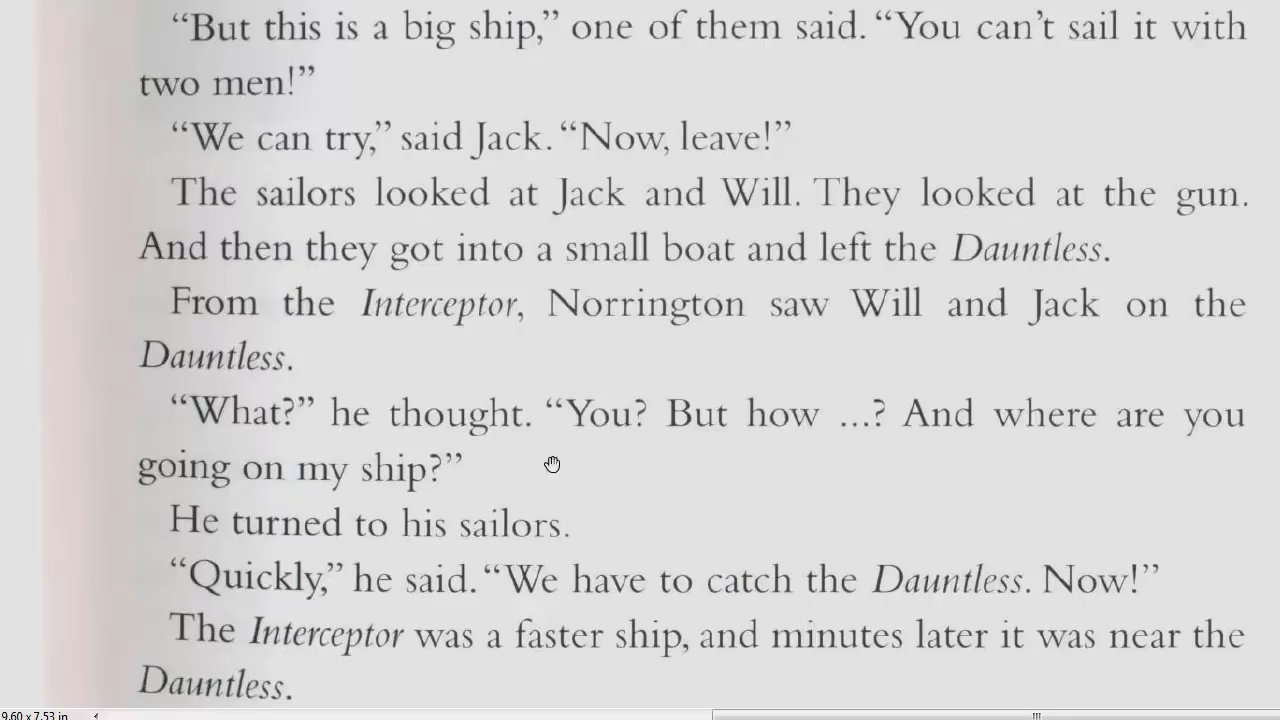 “But this is a big ship,” one of them said. “You can’t sail it with
two men!”
“We can try,” said Jack. “Now, leave!”
The sailors looked at Jack and Will. They looked at the gun.
And then they got into a small boat and left the Dauntless.
From the Interceptor, Norrington saw Will and Jack on the
Dauntless.
“What?” he thought. “You? But how ...? And where are you
going on my ship?”
He turned to his sailors.
“Quickly,” he said. “We have to catch the Dauntless. Now!”
The Interceptor was a faster ship, and minutes later it was near the
Dauntless.
9.60 x 7.53 in